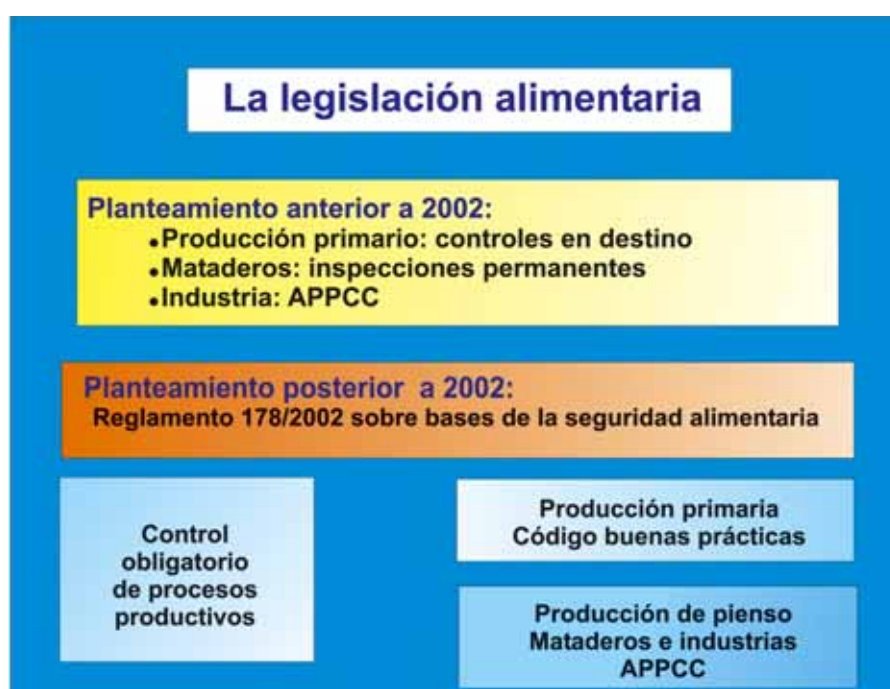 La legislación alimentaria
Planteamiento anterior a 2002:
•Producción primario: controles en destino
•Mataderos: inspecciones permanentes
•Industria: APPCC
Planteamiento posterior a 2002:
Reglamento 178/2002 sobre bases de la seguridad alimentaria
Control
obligatorio
de procesos
productivos
Producción primaria
Código buenas prácticas
Producción de pienso
Mataderos e industrias
APPCC